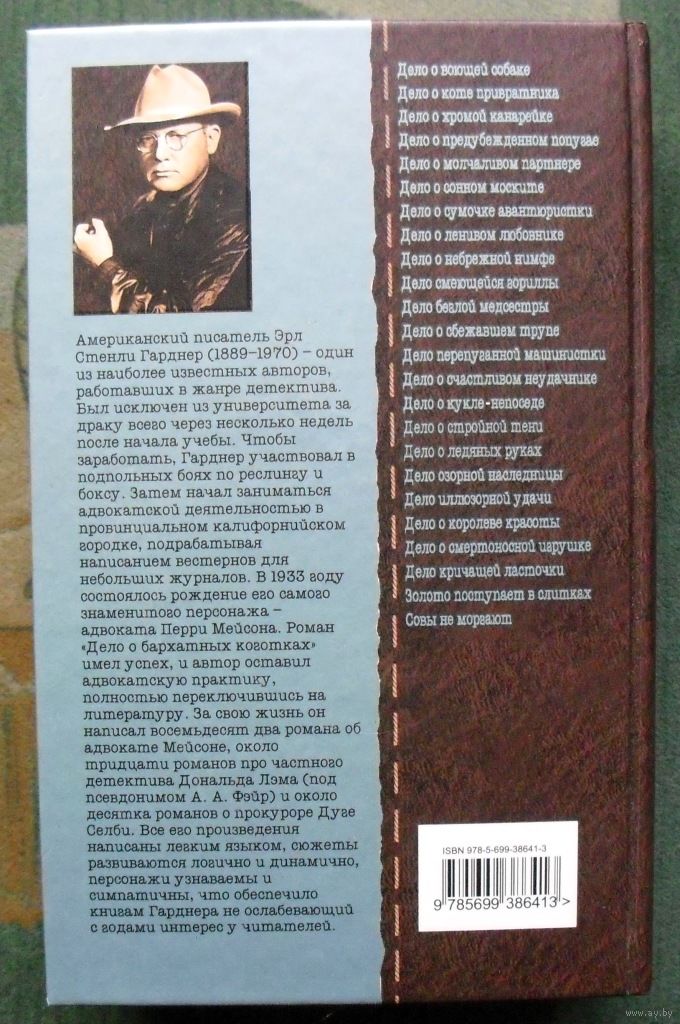 Американский писатель Эрл
Стенли Гарднер (1889–1970) – один
из наиболее известных авторов,
работавших в жанре детектива.
Был исключен из университета за
драку всего через несколько недель
после начала учебы. Чтобы
заработать, Гарднер участвовал в
подпольных боях по реслингу и
боксу. Затем начал заниматься
адвокатской деятельностью в
провинциальном калифорнийском
городке, подрабатывая
написанием вестернов для
небольших журналов. В 1933 году
состоялось рождение его самого
знаменитого персонажа –
адвоката Перри Мейсона. Роман
«Дело о бархатных коготках»
имел успех, и автор оставил
адвокатскую практику,
полностью переключившись на
литературу. За свою жизнь он
написал восемьдесят два романа об
адвокате Мейсоне, около
тридцати романов про частного
детектива Дональда Лэма (под
псевдонимом А. А. Фэйр) и около
десятка романов о прокуроре Дуге
Селби. Все его произведения
написаны легким языком, сюжеты
развиваются логично и динамично,
персонажи узнаваемы и
симпатичны, что обеспечило
книгам Гарднера не ослабевающий
с годами интерес у читателей.
Дело о воющей собаке
Дело о коте привратника
Дело о хромой канарейке
Дело о предубежденном попугае
Дело о молчаливом партнере
Дело о сонном моските
Дело о сумочке авантюристки
Дело о ленивом любовнике
Дело о небрежной нимфе
Дело смеющейся гориллы
Дело беглой медсестры
Дело о сбежавшем трупе
Дело перепуганной машинистки
Дело о счастливом неудачнике
Дело о кукле-непоседе
Дело о стройной тени
Дело о ледяных руках
Дело озорной наследницы
Дело иллюзорной удачи
Дело о королеве красоты
Дело о смертоносной игрушке
Дело кричащей ласточки
Золото поступает в слитках
Совы не моргают
ISBN 978-5-699-38641-3
9 785699 386413 >
www.ay.by